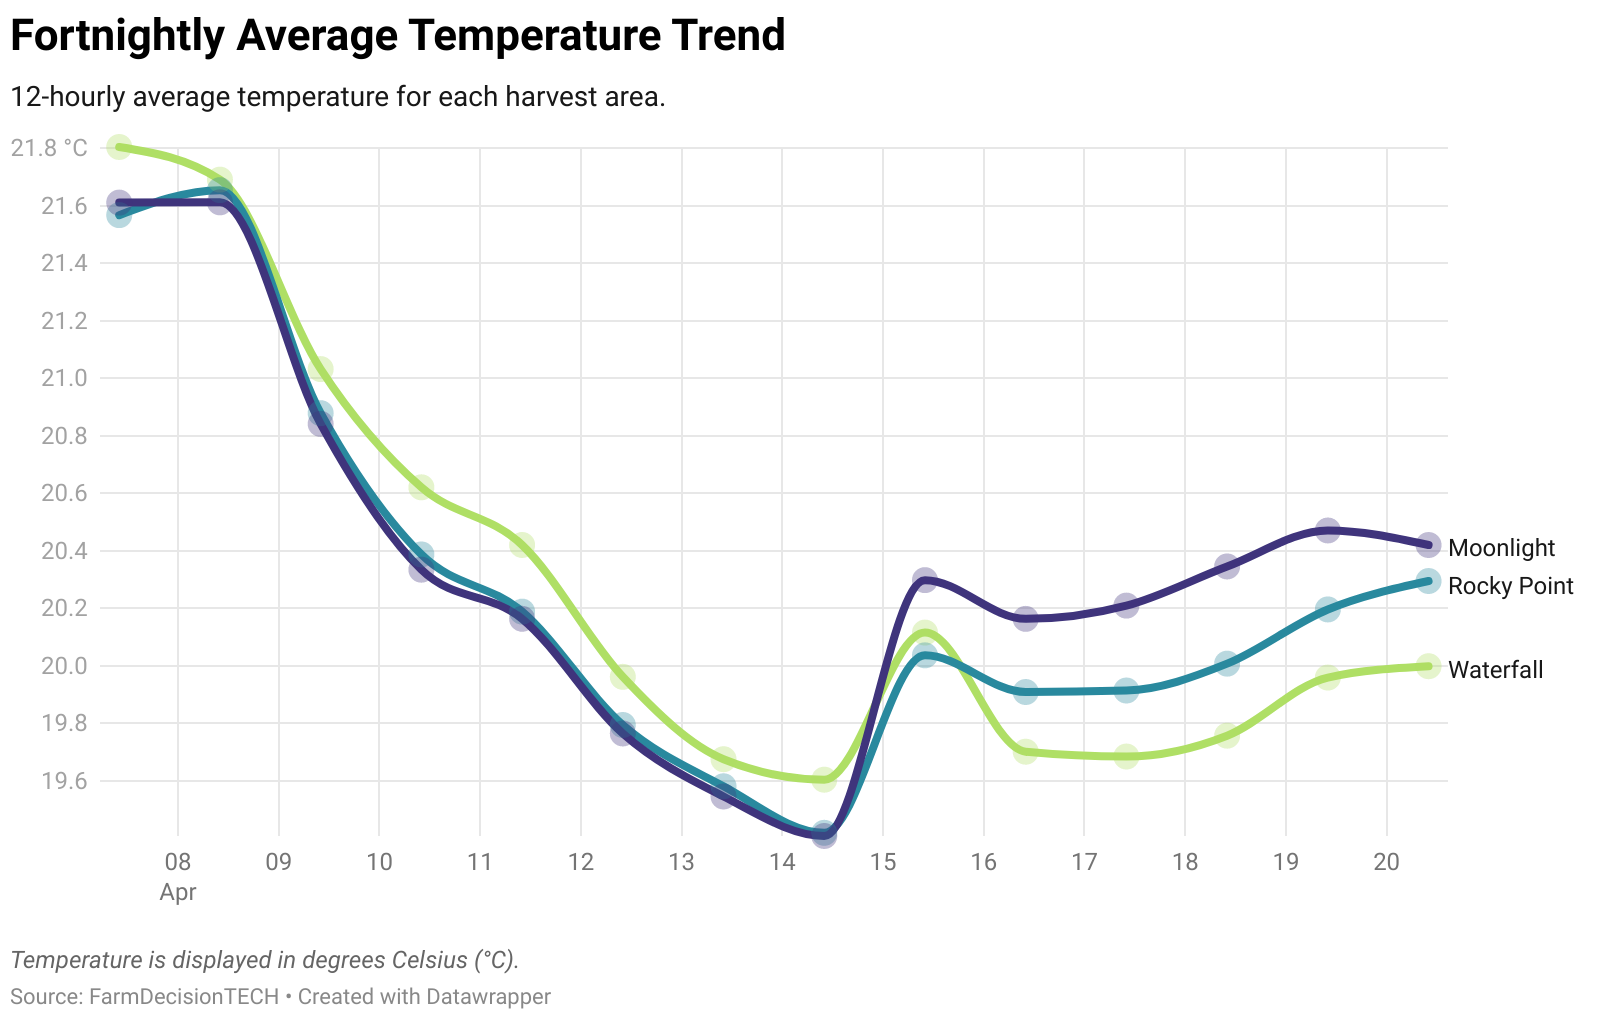 Fortnightly Average Temperature Trend
12-hourly average temperature for each harvest area.
21.8 °C
21.6
21.4
21.2
21.0
20.8
20.6
20.4
20.2
20.0
19.8
19.6
Moonlight
Rocky Point
Waterfall
08 09 10 11 12 13 14 15 16 17 18 19 20
Apr
Temperature is displayed in degrees Celsius (°C).
Source: FarmDecisionTECH • Created with Datawrapper